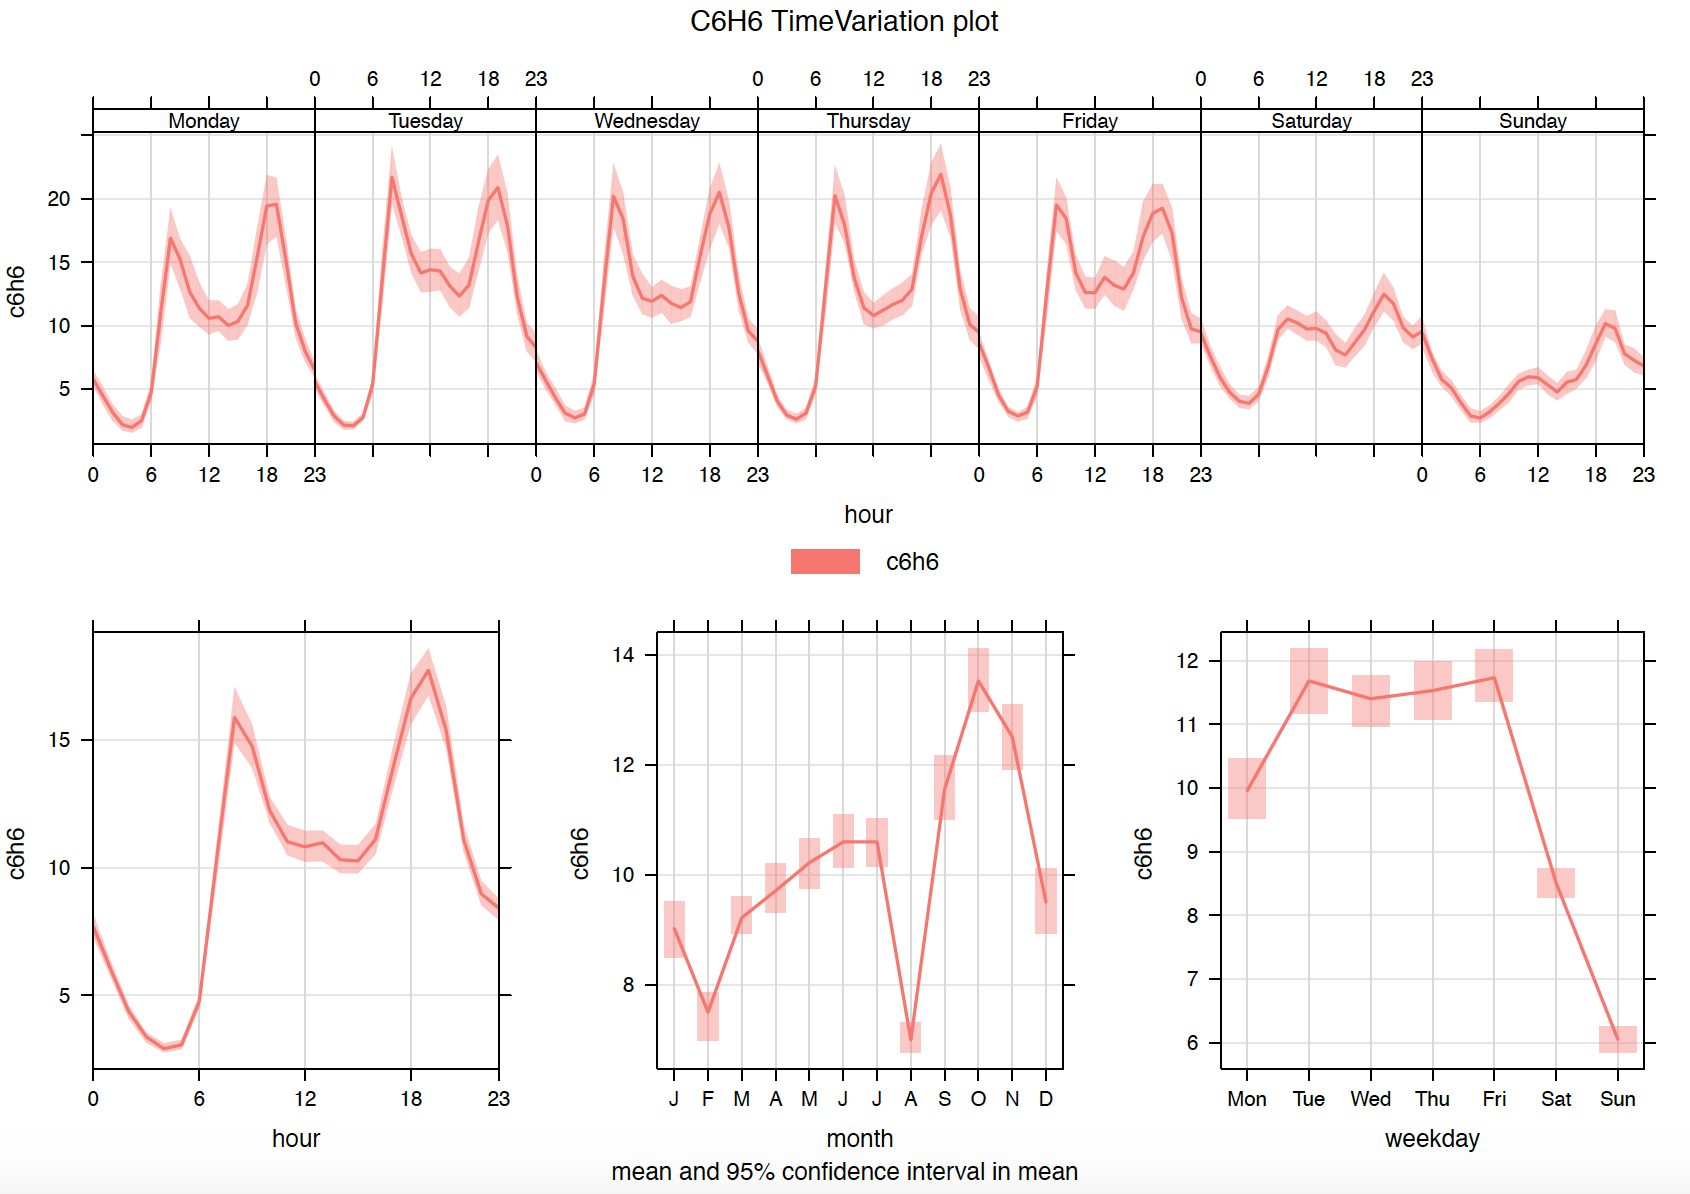 C6H6 TimeVariation plot
0 6 12 18 23 0 6 12 18 23 0 6 12 18 23
Monday Tuesday Wednesday Thursday Friday Saturday Sunday
20
15
10
5
c6h6
0 6 12 18 23 0 6 12 18 23 0 6 12 18 23 0 6 12 18 23
hour
c6h6
15
10
5
c6h6
0 6 12 18 23
hour
14
12
10
8
c6h6
J F M A M J J A S O N D
month
12
11
10
9
8
7
6
c6h6
Mon Tue Wed Thu Fri Sat Sun
weekday
mean and 95% confidence interval in mean